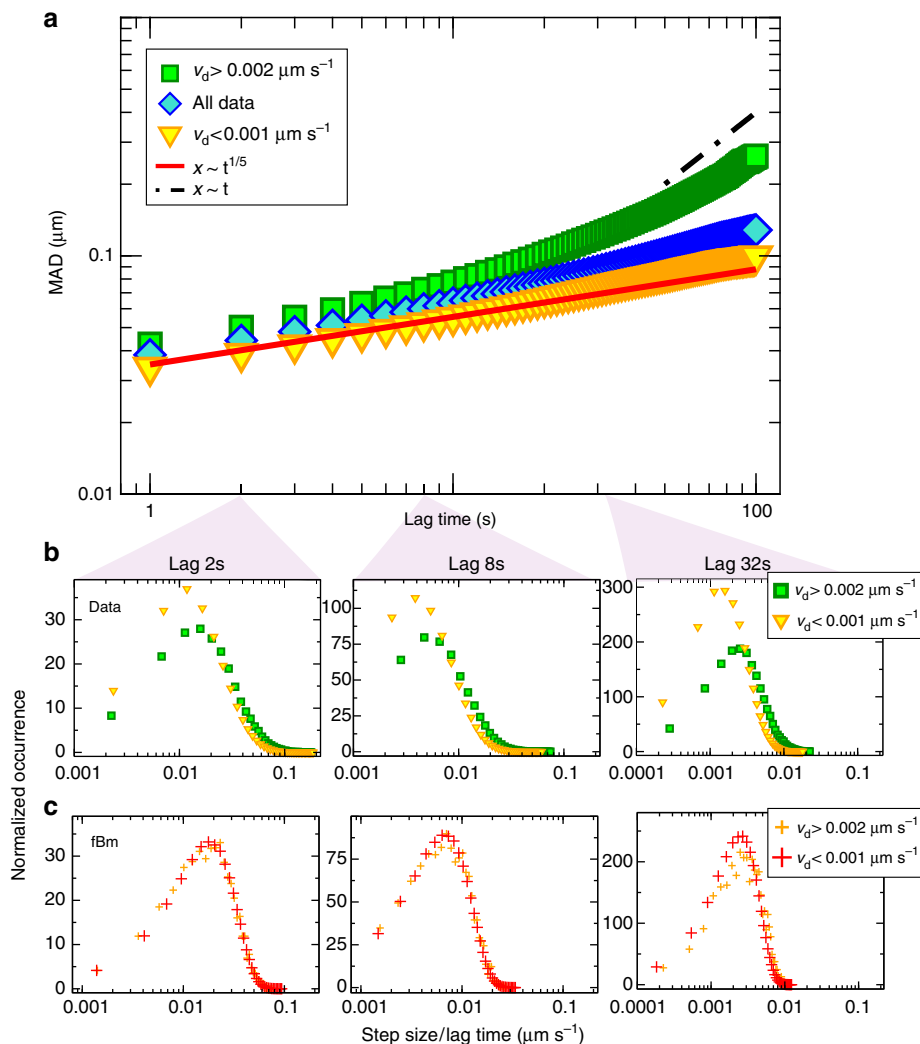 a
MAD (μm)
0.1
0.01
v_d > 0.002 μm s⁻¹
All data
v_d < 0.001 μm s⁻¹
x ~ t^1/5
x ~ t
1
Lag time (s)
100
b
Lag 2s
Lag 8s
Lag 32s
Normalized occurrence
Data
30
20
10
0
0.001
0.01
0.1
100
75
50
25
0
0.001
0.01
0.1
300
200
100
0
0.0001
0.001
0.01
0.1
v_d > 0.002 μm s⁻¹
v_d < 0.001 μm s⁻¹
c
fBm
30
20
10
0
0.001
0.01
0.1
75
50
25
0
0.001
0.01
0.1
200
100
0
0.0001
0.001
0.01
0.1
v_d > 0.002 μm s⁻¹
v_d < 0.001 μm s⁻¹
Step size/lag time (μm s⁻¹)